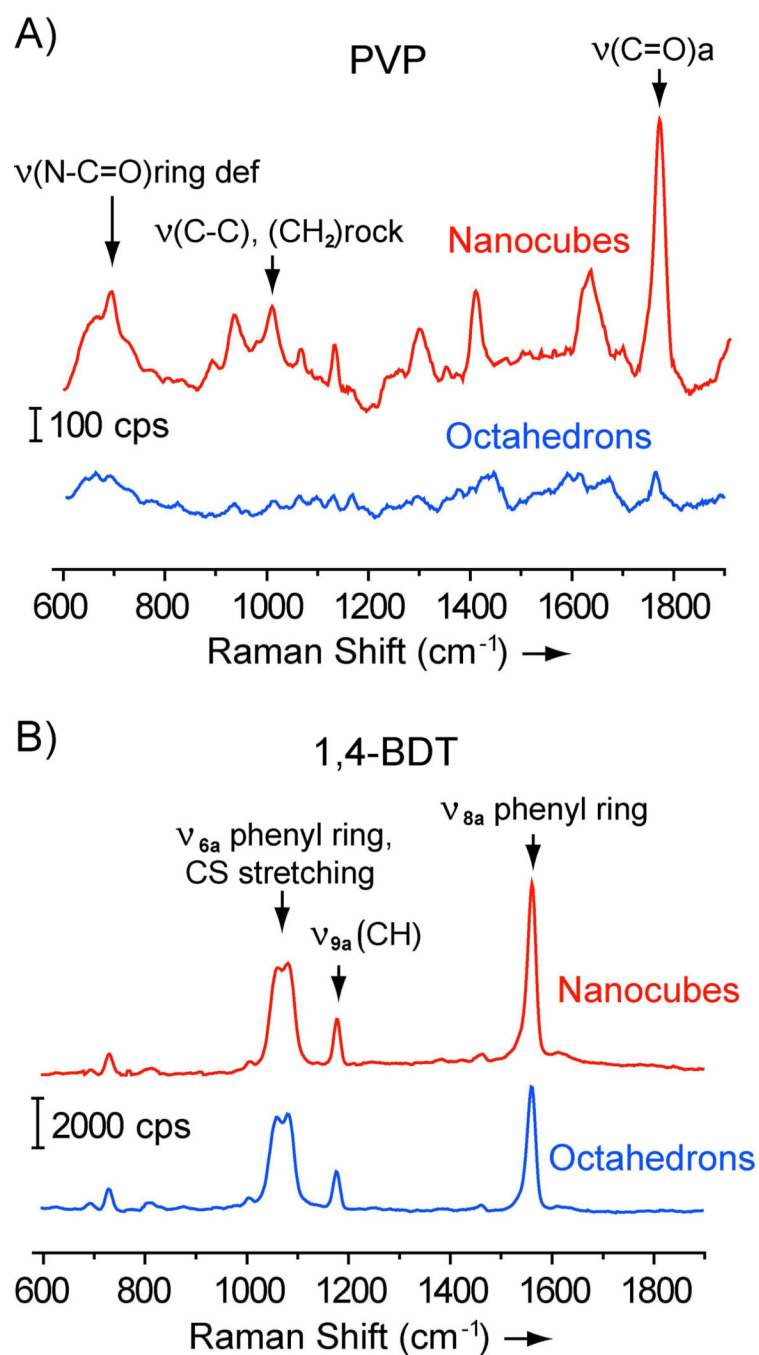 A)
PVP
ν(C=O)a
ν(N-C=O)ring def
ν(C-C), (CH₂)rock
Nanocubes
100 cps
Octahedrons
600 800 1000 1200 1400 1600 1800
Raman Shift (cm⁻¹) →
B)
1,4-BDT
ν₈ₐ phenyl ring
ν₆ₐ phenyl ring,
CS stretching
ν₉ₐ(CH)
Nanocubes
2000 cps
Octahedrons
600 800 1000 1200 1400 1600 1800
Raman Shift (cm⁻¹) →